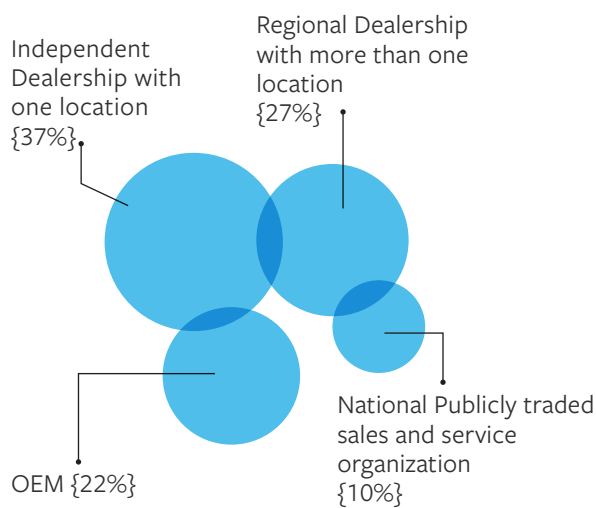 Independent
Dealership with
one location
{37%}
Regional Dealership
with more than one
location
{27%}
OEM {22%}
National Publicly traded
sales and service
organization
{10%}